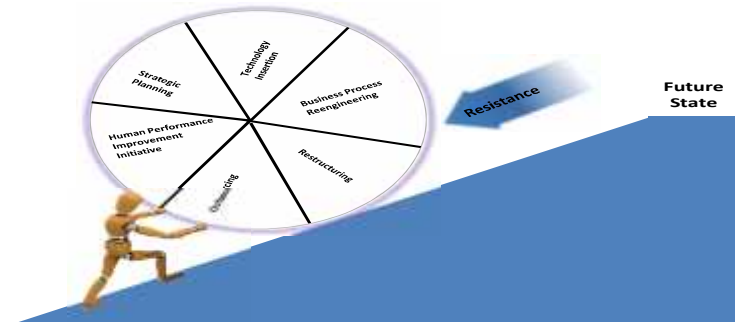 Technology
Insertion
Strategic
Planning
Business Process
Reengineering
Human Performance
Improvement
Initiative
Restructuring
Outsourcing
Resistance
Future
State